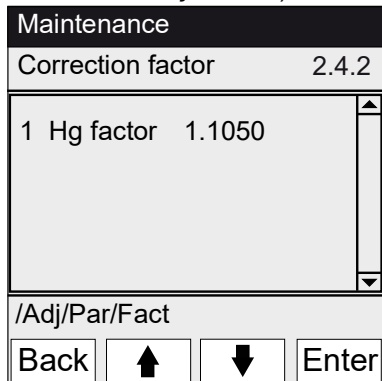 Maintenance
Correction factor 2.4.2
1 Hg factor 1.1050
/Adj/Par/Fact
Back Enter